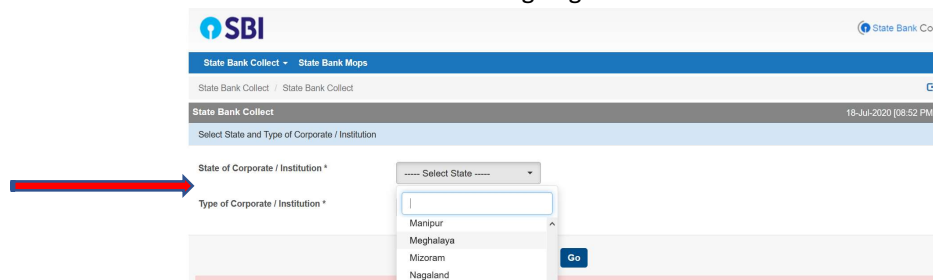 SBI
State Bank Co
State Bank Collect State Bank Mops
State Bank Collect / State Bank Collect
State Bank Collect 18-Jul-2020 [08:52 PM
Select State and Type of Corporate / Institution
State of Corporate / Institution *
----- Select State -----
Type of Corporate / Institution *
Manipur
Meghalaya
Mizoram
Go
Nagaland